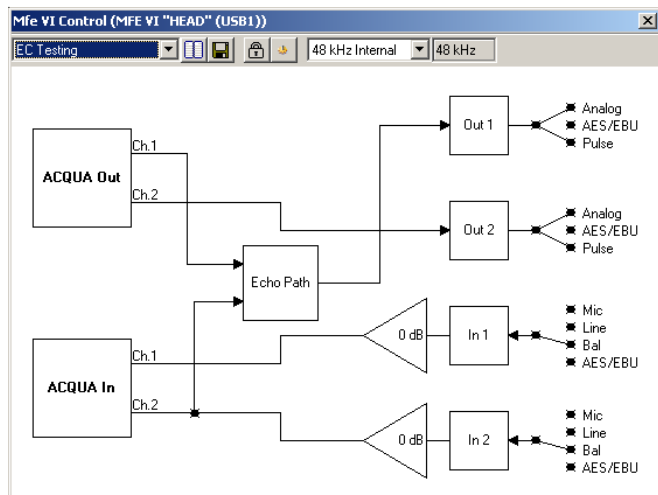 Mfe VI Control (MFE VI "HEAD" (USB1))
EC Testing
48 kHz Internal
48 kHz
ACQUA Out
Ch.1
Ch.2
Out 1
Analog
AES/EBU
Pulse
Out 2
Analog
AES/EBU
Pulse
Echo Path
ACQUA In
Ch.1
Ch.2
0 dB
In 1
Mic
Line
Bal
AES/EBU
0 dB
In 2
Mic
Line
Bal
AES/EBU